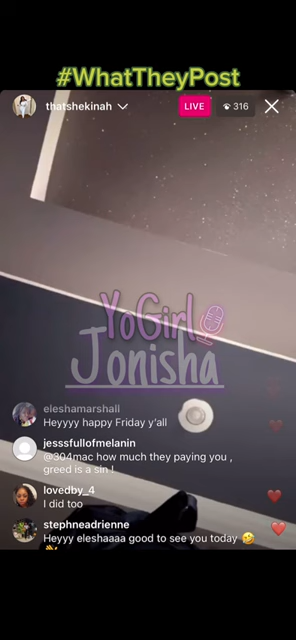 #WhatTheyPost
thatshekinah
LIVE
316
YoGirl
Jonisha
eleshamarshall
Heyyyy happy Friday y'all
jesssfullofmelanin
@304mac how much they paying you ,
greed is a sin !
lovedby_4
I did too
stephneadrienne
Heyyy eleshaaaa good to see you today 🤣
👋